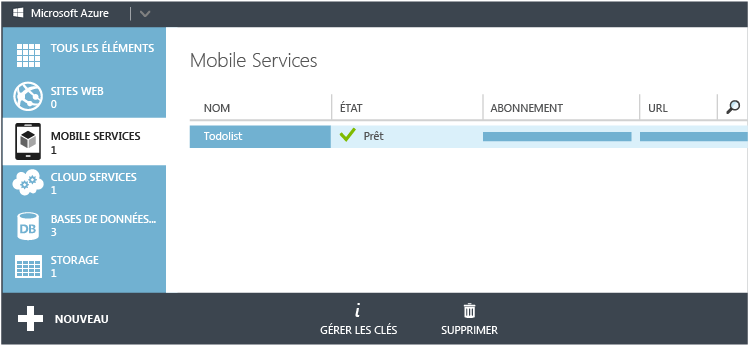 Microsoft Azure
TOUS LES ÉLÉMENTS
SITES WEB
0
MOBILE SERVICES
1
CLOUD SERVICES
1
DB
BASES DE DONNÉES...
3
STORAGE
1
Mobile Services
NOM ÉTAT ABONNEMENT URL
Todolist Prêt
NOUVEAU
i
GÉRER LES CLÉS
SUPPRIMER